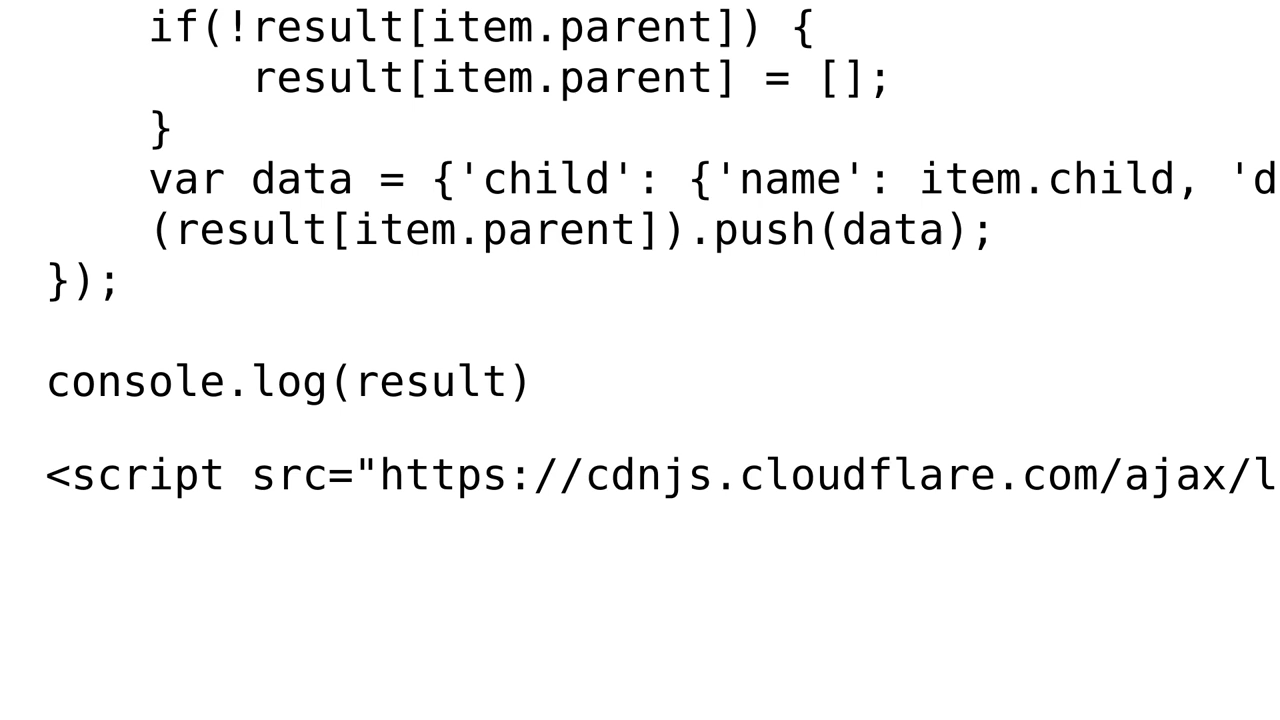 if(!result[item.parent]) {
result[item.parent] = [];
}
var data = {'child': {'name': item.child, 'd
(result[item.parent]).push(data);
});
console.log(result)
<script src="https://cdnjs.cloudflare.com/ajax/l